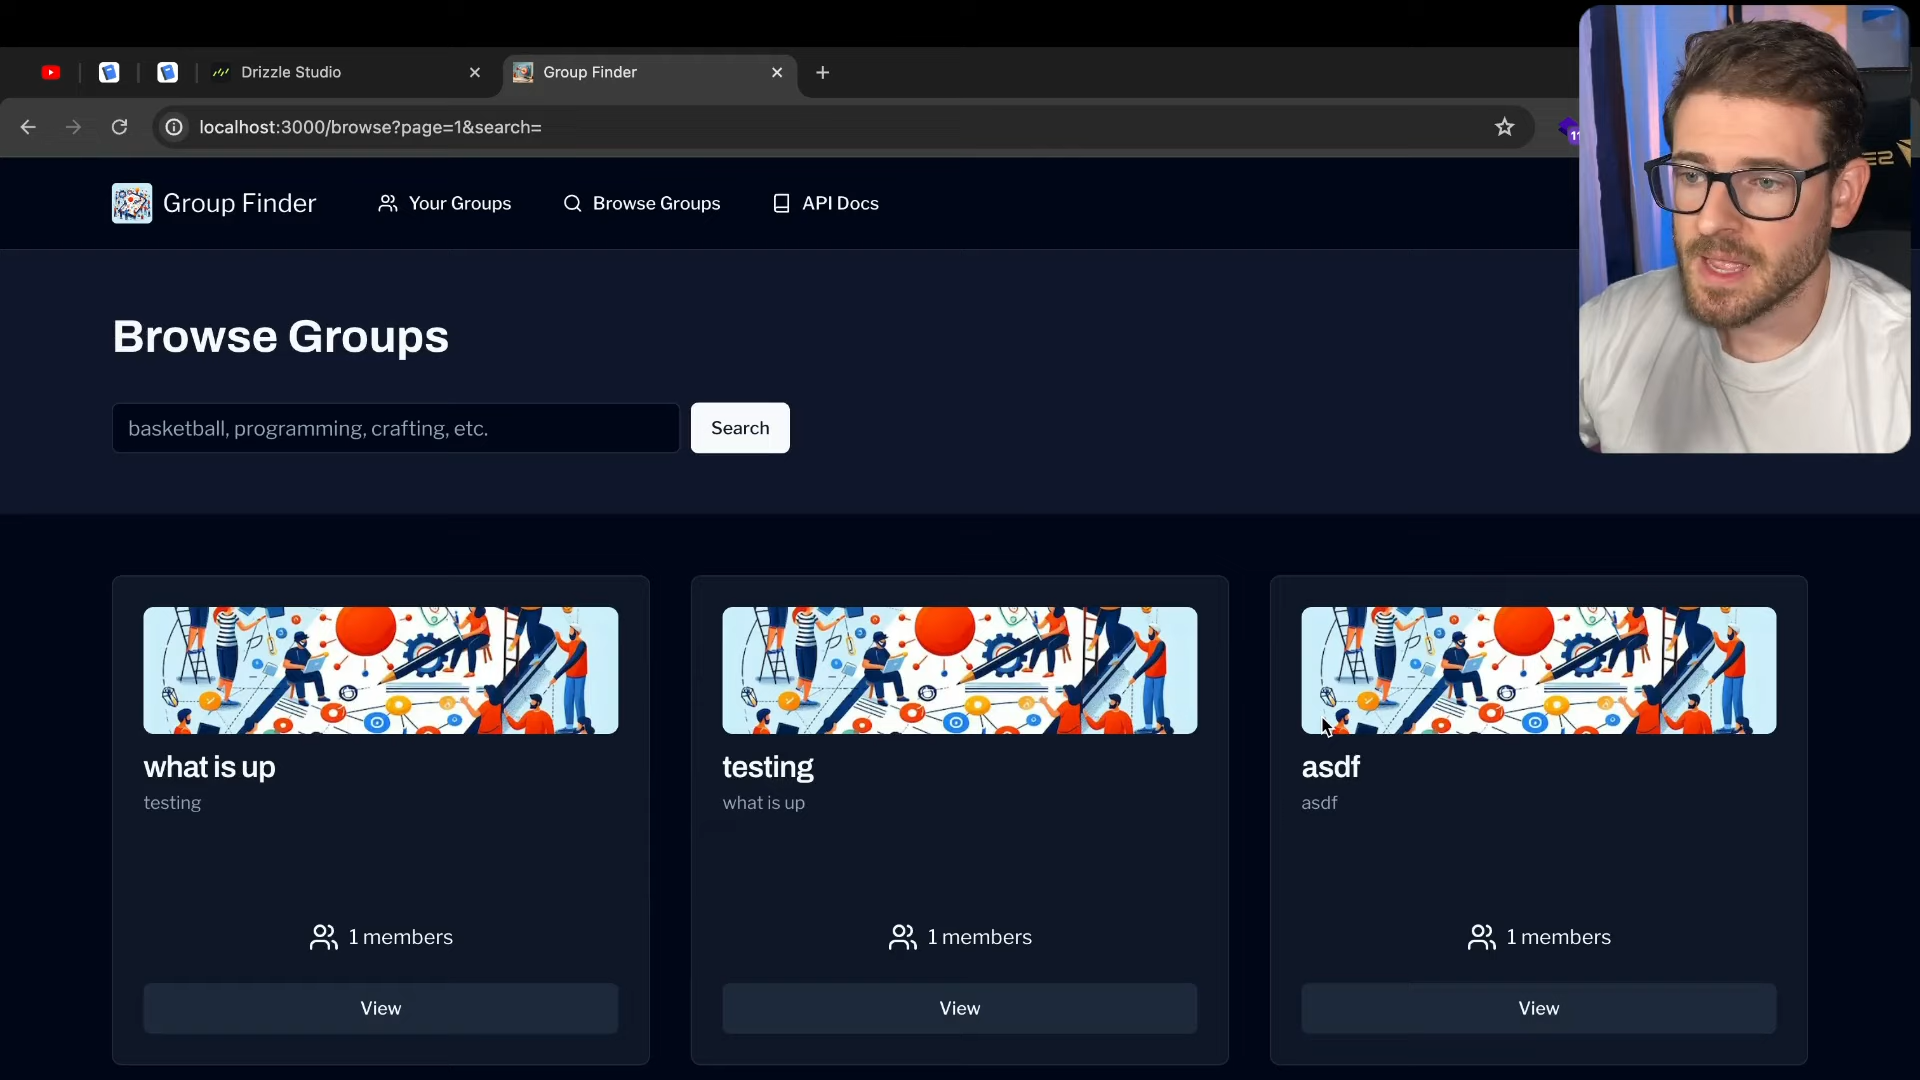 Drizzle Studio
Group Finder
localhost:3000/browse?page=1&search=
11
Group Finder
Your Groups
Browse Groups
API Docs
Browse Groups
basketball, programming, crafting, etc.
Search
what is up
testing
1 members
View
testing
what is up
1 members
View
asdf
asdf
1 members
View